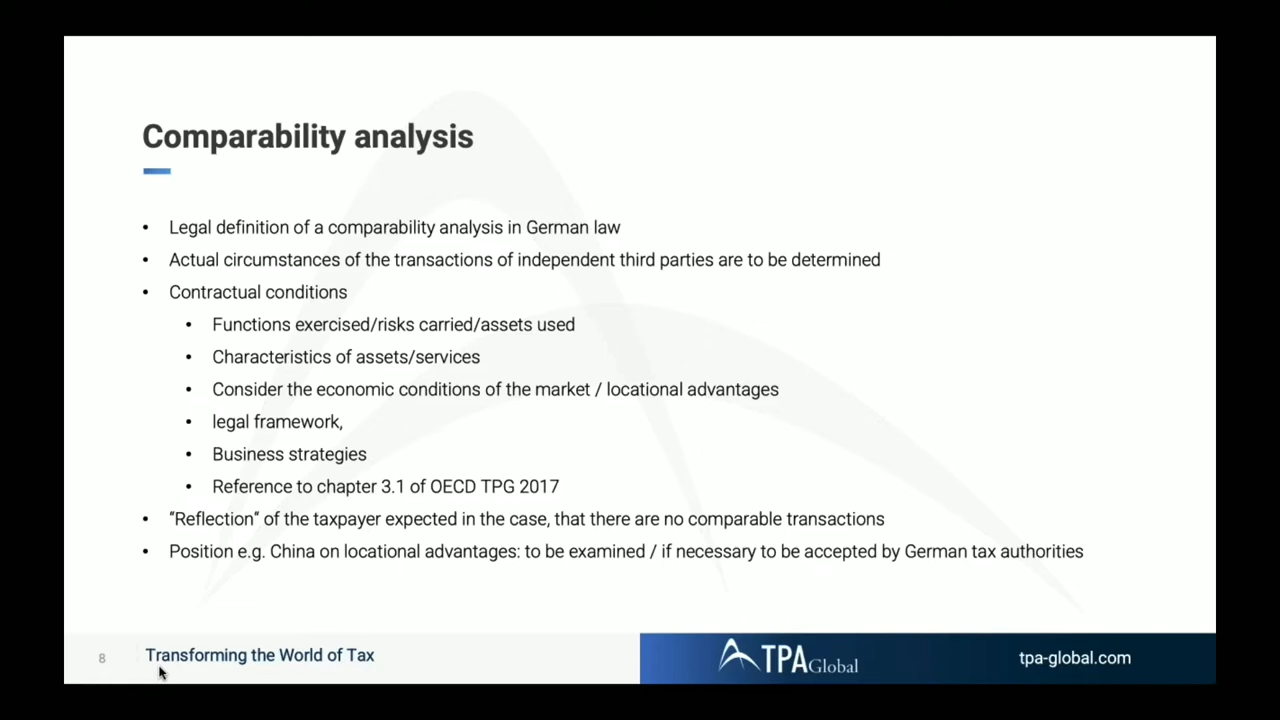 Comparability analysis
• Legal definition of a comparability analysis in German law
• Actual circumstances of the transactions of independent third parties are to be determined
• Contractual conditions
• Functions exercised/risks carried/assets used
• Characteristics of assets/services
• Consider the economic conditions of the market / locational advantages
• legal framework,
• Business strategies
• Reference to chapter 3.1 of OECD TPG 2017
• “Reflection“ of the taxpayer expected in the case, that there are no comparable transactions
• Position e.g. China on locational advantages: to be examined / if necessary to be accepted by German tax authorities
8 Transforming the World of Tax TPA Global tpa-global.com